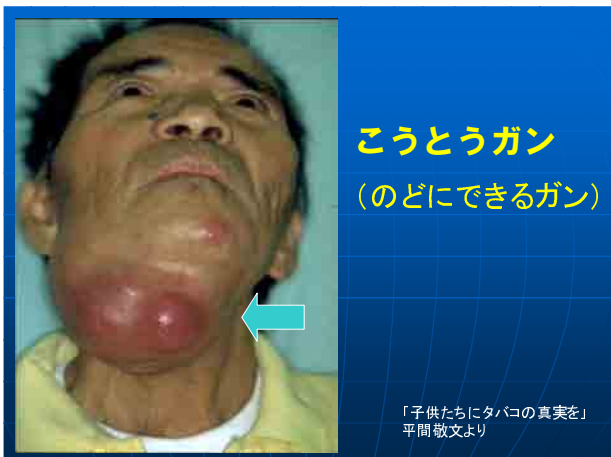 こうとうガン
（のどにできるガン）
「子供たちにタバコの真実を」
平間敬文より